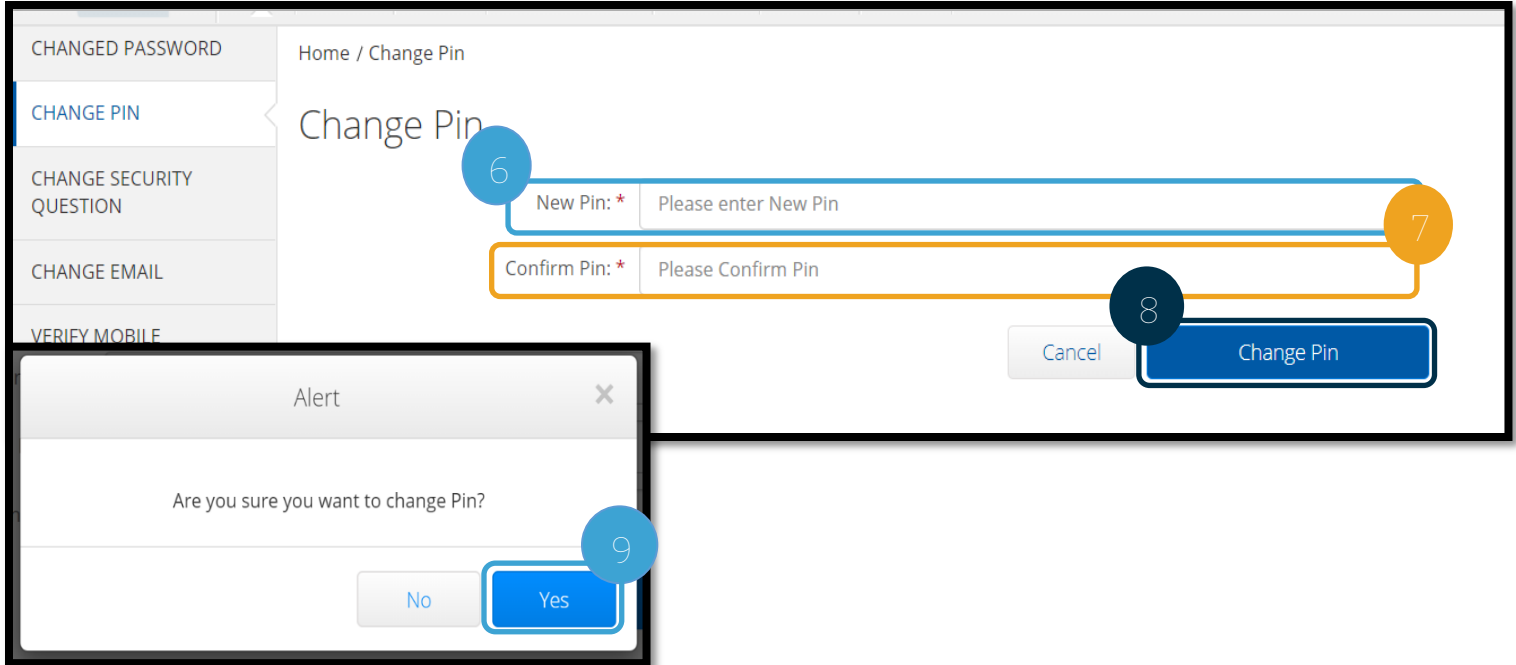 CHANGED PASSWORD
CHANGE PIN
CHANGE SECURITY
QUESTION
CHANGE EMAIL
VERIFY MOBILE
Home / Change Pin
Change Pin
6
New Pin: * Please enter New Pin
7
Confirm Pin: * Please Confirm Pin
8
Cancel Change Pin
Alert ×
Are you sure you want to change Pin?
9
No Yes